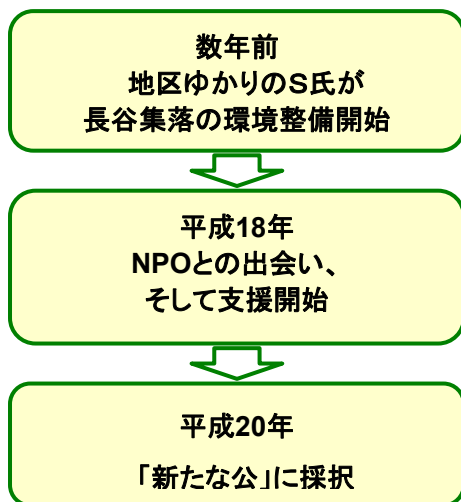 数年前
地区ゆかりのS氏が
長谷集落の環境整備開始
平成18年
NPOとの出会い、
そして支援開始
平成20年
「新たな公」に採択